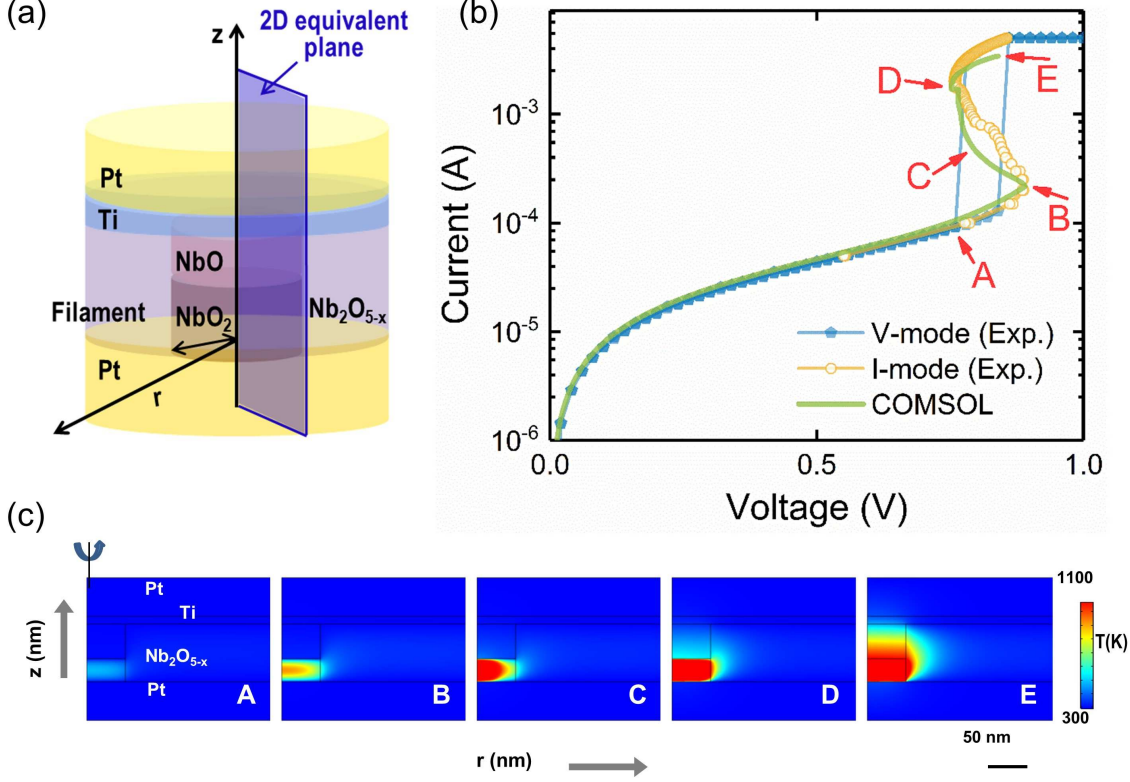 (a)
z
2D equivalent
plane
Pt
Ti
NbO
Filament
NbO2
Nb2O5-x
Pt
r
(b)
Current (A)
10-3
10-4
10-5
10-6
D
E
C
B
A
V-mode (Exp.)
I-mode (Exp.)
COMSOL
0.0
0.5
1.0
Voltage (V)
(c)
z (nm)
Pt
Ti
Nb2O5-x
Pt
A
B
C
D
E
1100
T(K)
300
50 nm
r (nm)